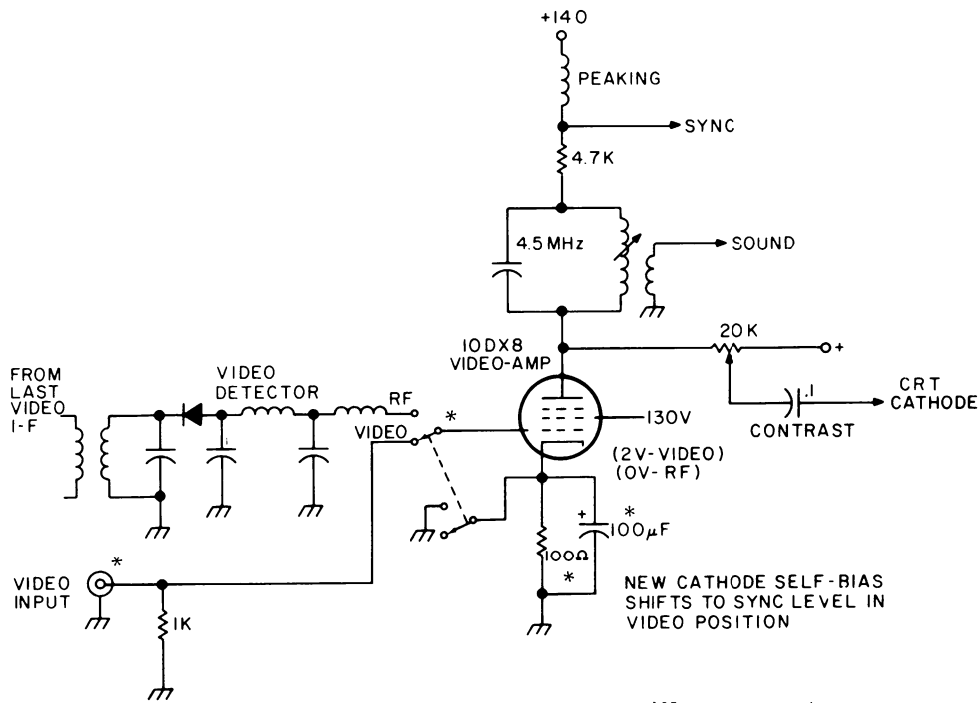 +140
PEAKING
SYNC
4.7K
4.5MHz
SOUND
10DX8
VIDEO-AMP
20K
+
FROM
LAST
VIDEO
I-F
VIDEO
DETECTOR
RF
VIDEO
*
130V
.1
CRT
CATHODE
CONTRAST
(2V-VIDEO)
(0V-RF)
+
*
100µF
100Ω
*
VIDEO
INPUT
*
1K
NEW CATHODE SELF-BIAS
SHIFTS TO SYNC LEVEL IN
VIDEO POSITION